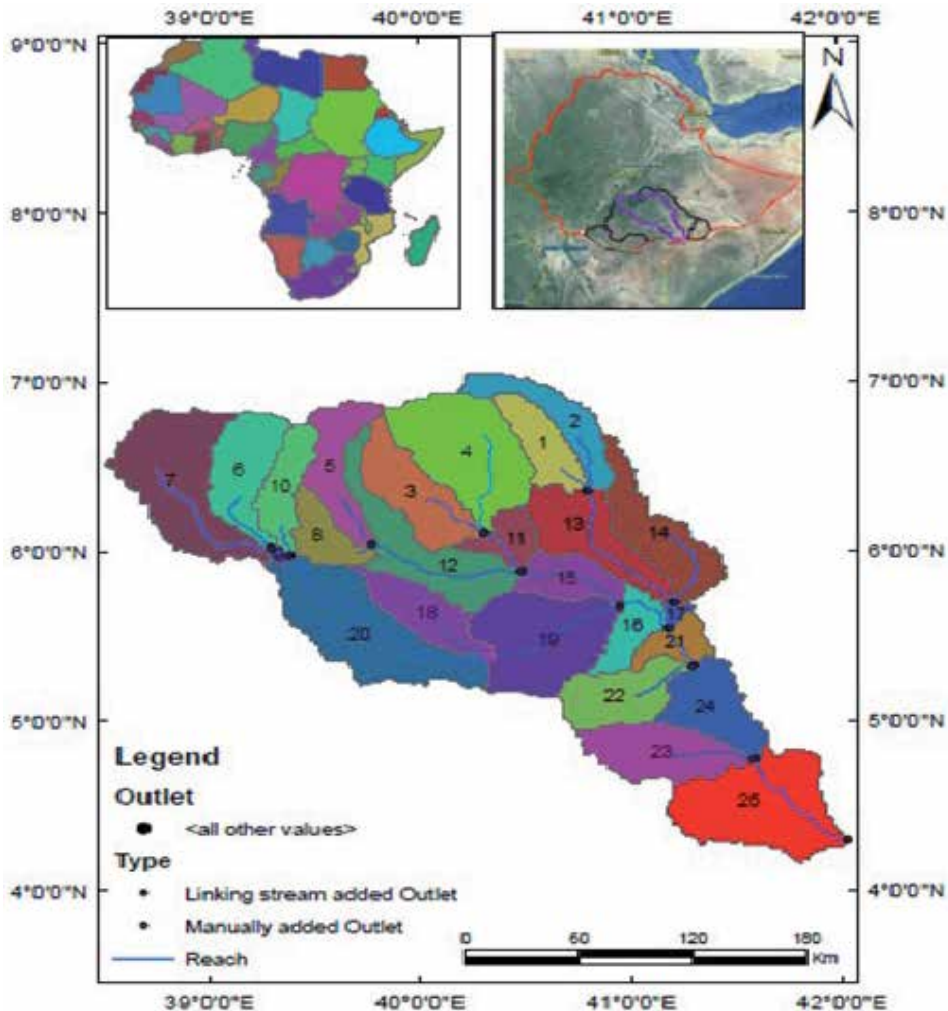 39°0'0"E 40°0'0"E 41°0'0"E 42°0'0"E
9°0'0"N
N
8°0'0"N 8°0'0"N
7°0'0"N 7°0'0"N
2
1
4
6 5
7 10 3
13
8 11 14
6°0'0"N 6°0'0"N
12 15
17
18 16
20 19 21
22 24
5°0'0"N 5°0'0"N
23
25
Legend
Outlet
<all other values>
Type
4°0'0"N 4°0'0"N
Linking stream added Outlet
Manually added Outlet
0 60 120 180
Km
Reach
39°0'0"E 40°0'0"E 41°0'0"E 42°0'0"E